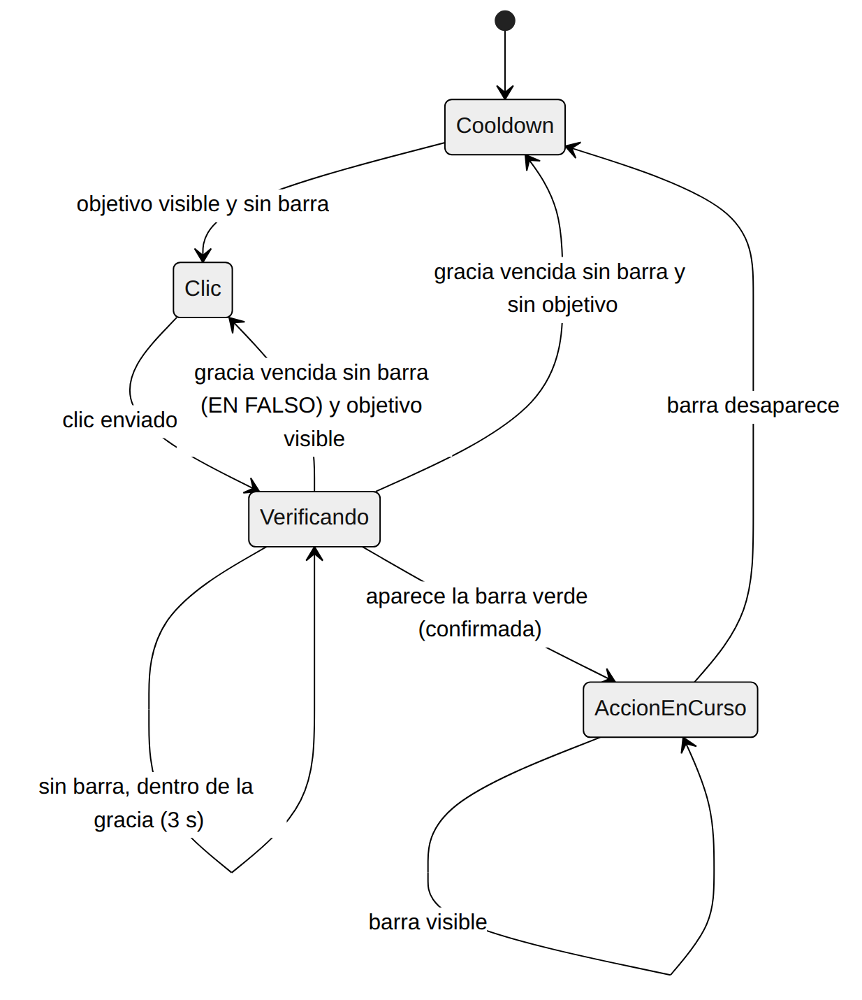 Cooldown
objetivo visible y sin barra
Clic
gracia vencida sin barra y
sin objetivo
gracia vencida sin barra
(EN FALSO) y objetivo
visible
clic enviado
barra desaparece
Verificando
aparece la barra verde
(confirmada)
AccionEnCurso
sin barra, dentro de la
gracia (3 s)
barra visible